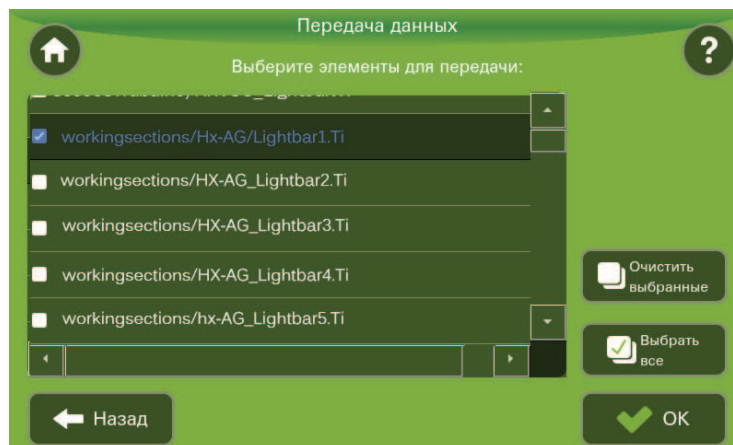 Передача данных
?
Выберите элементы для передачи:
workingsections/Hx-AG/Lightbar1.Ti
workingsections/HX-AG_Lightbar2.Ti
workingsections/HX-AG_Lightbar3.Ti
workingsections/HX-AG_Lightbar4.Ti
workingsections/hx-AG_Lightbar5.Ti
Очистить
выбранные
Выбрать
все
Назад
OK